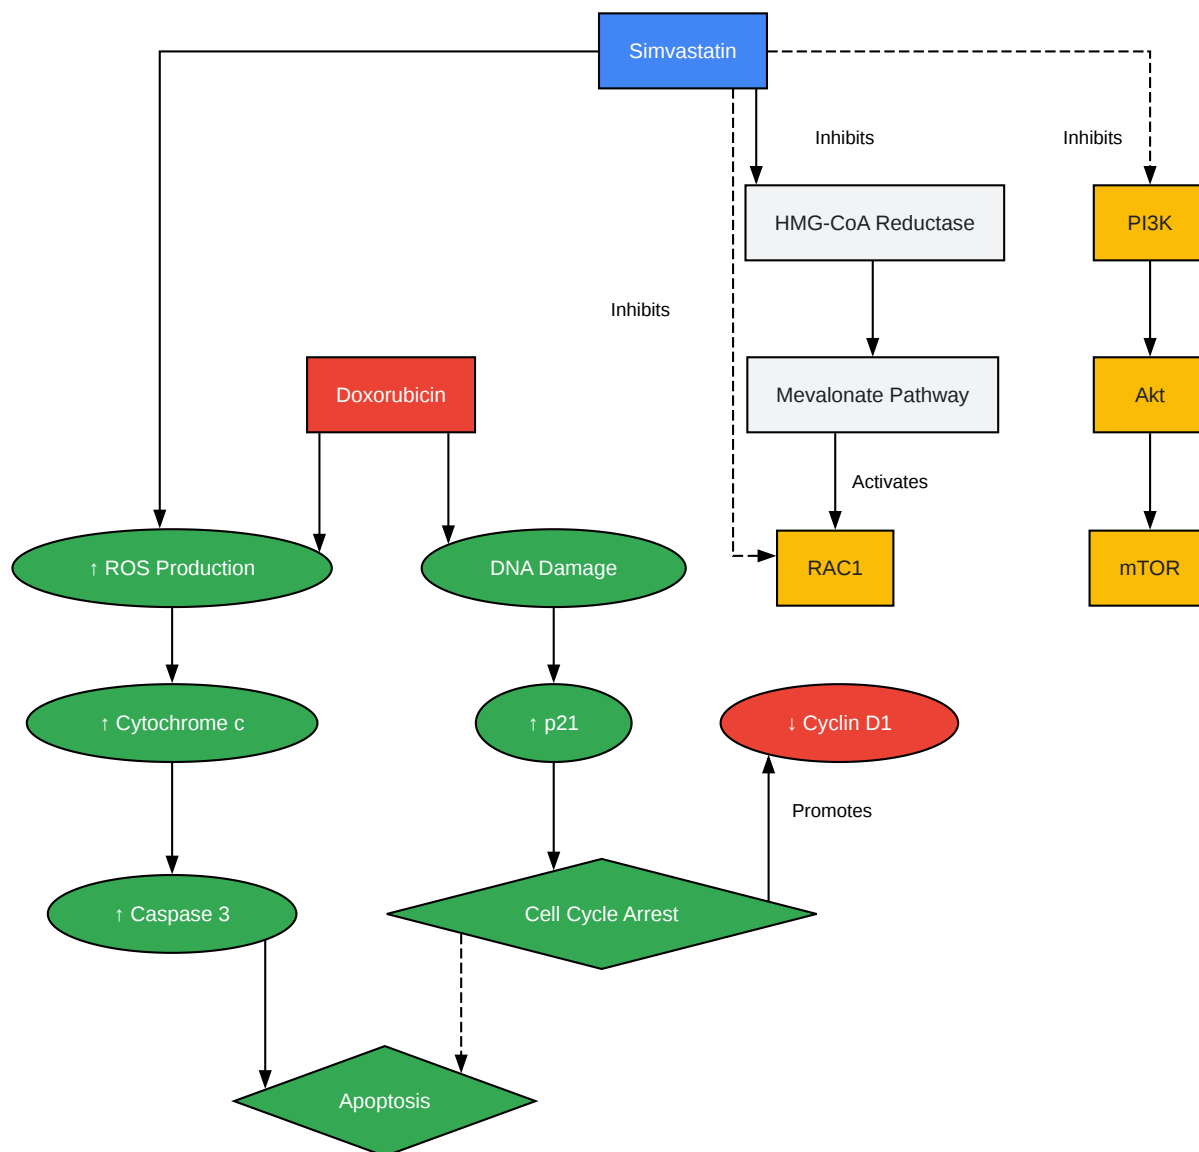 Simvastatin
Inhibits
Inhibits
HMG-CoA Reductase
PI3K
Inhibits
Doxorubicin
Mevalonate Pathway
Akt
Activates
↑ ROS Production
DNA Damage
RAC1
mTOR
↑ Cytochrome c
↑ p21
↓ Cyclin D1
Promotes
↑ Caspase 3
Cell Cycle Arrest
Apoptosis